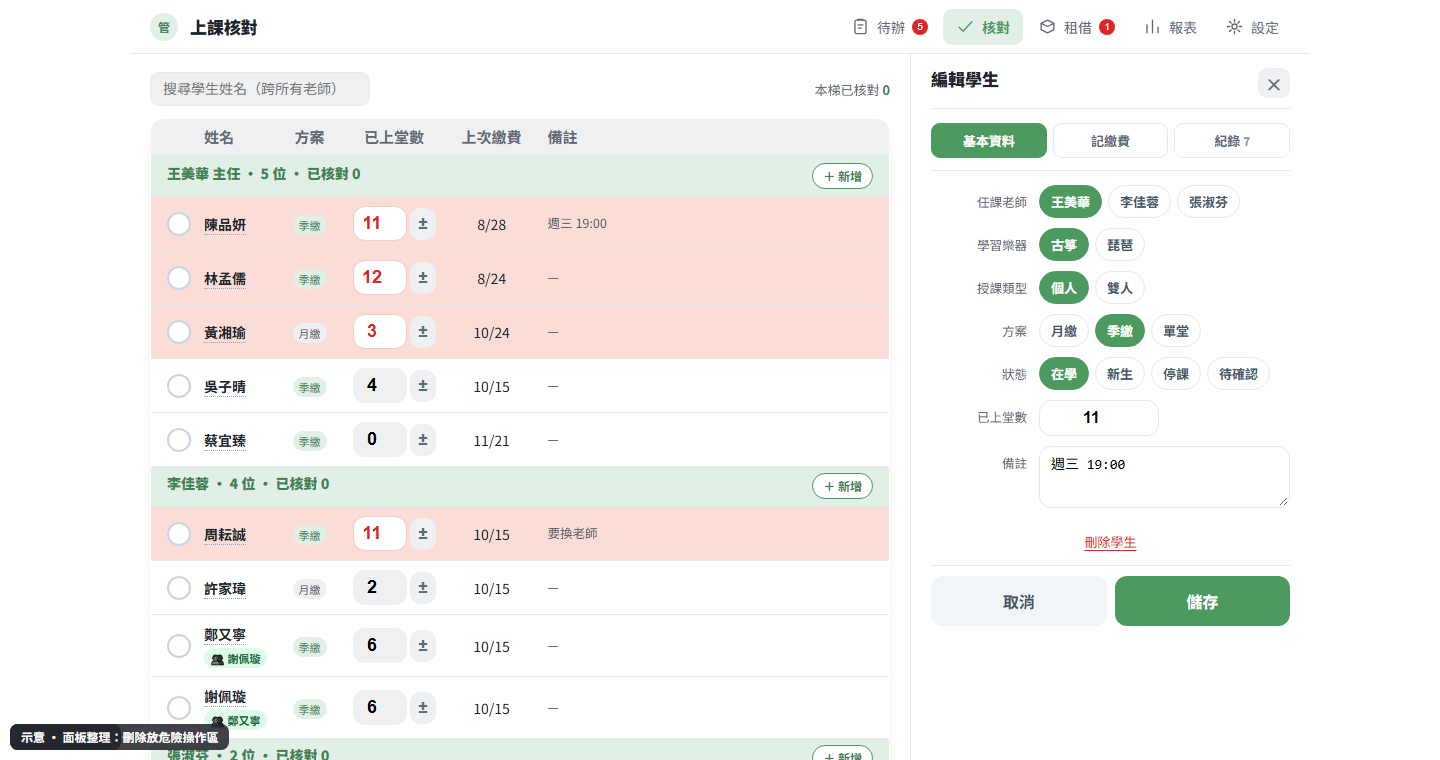 管 上課核對 待辦 5 核對 租借 1 報表 設定
搜尋學生姓名（跨所有老師） 本梯已核對 0
姓名 方案 已上堂數 上次繳費 備註
王美華 主任 · 5 位 · 已核對 0 ＋ 新增
陳品妍 季繳 11 ± 8/28 週三 19:00
林孟儒 季繳 12 ± 8/24 —
黃湘瑜 月繳 3 ± 10/24 —
吳子晴 季繳 4 ± 10/15 —
蔡宜臻 季繳 0 ± 11/21 —
李佳蓉 · 4 位 · 已核對 0 ＋ 新增
周耘誠 季繳 11 ± 10/15 要換老師
許家瑋 月繳 2 ± 10/15 —
鄭又寧 季繳 6 ± 10/15 —
謝佩璇
謝佩璇 季繳 6 ± 10/15 —
鄭又寧
張淑芬 · 2 位 · 已核對 0 ＋ 新增
示意 · 面板整理：刪除放危險操作區
編輯學生
基本資料 記繳費 紀錄 7
任課老師 王美華 李佳蓉 張淑芬
學習樂器 古箏 琵琶
授課類型 個人 雙人
方案 月繳 季繳 單堂
狀態 在學 新生 停課 待確認
已上堂數 11
備註 週三 19:00
刪除學生
取消 儲存